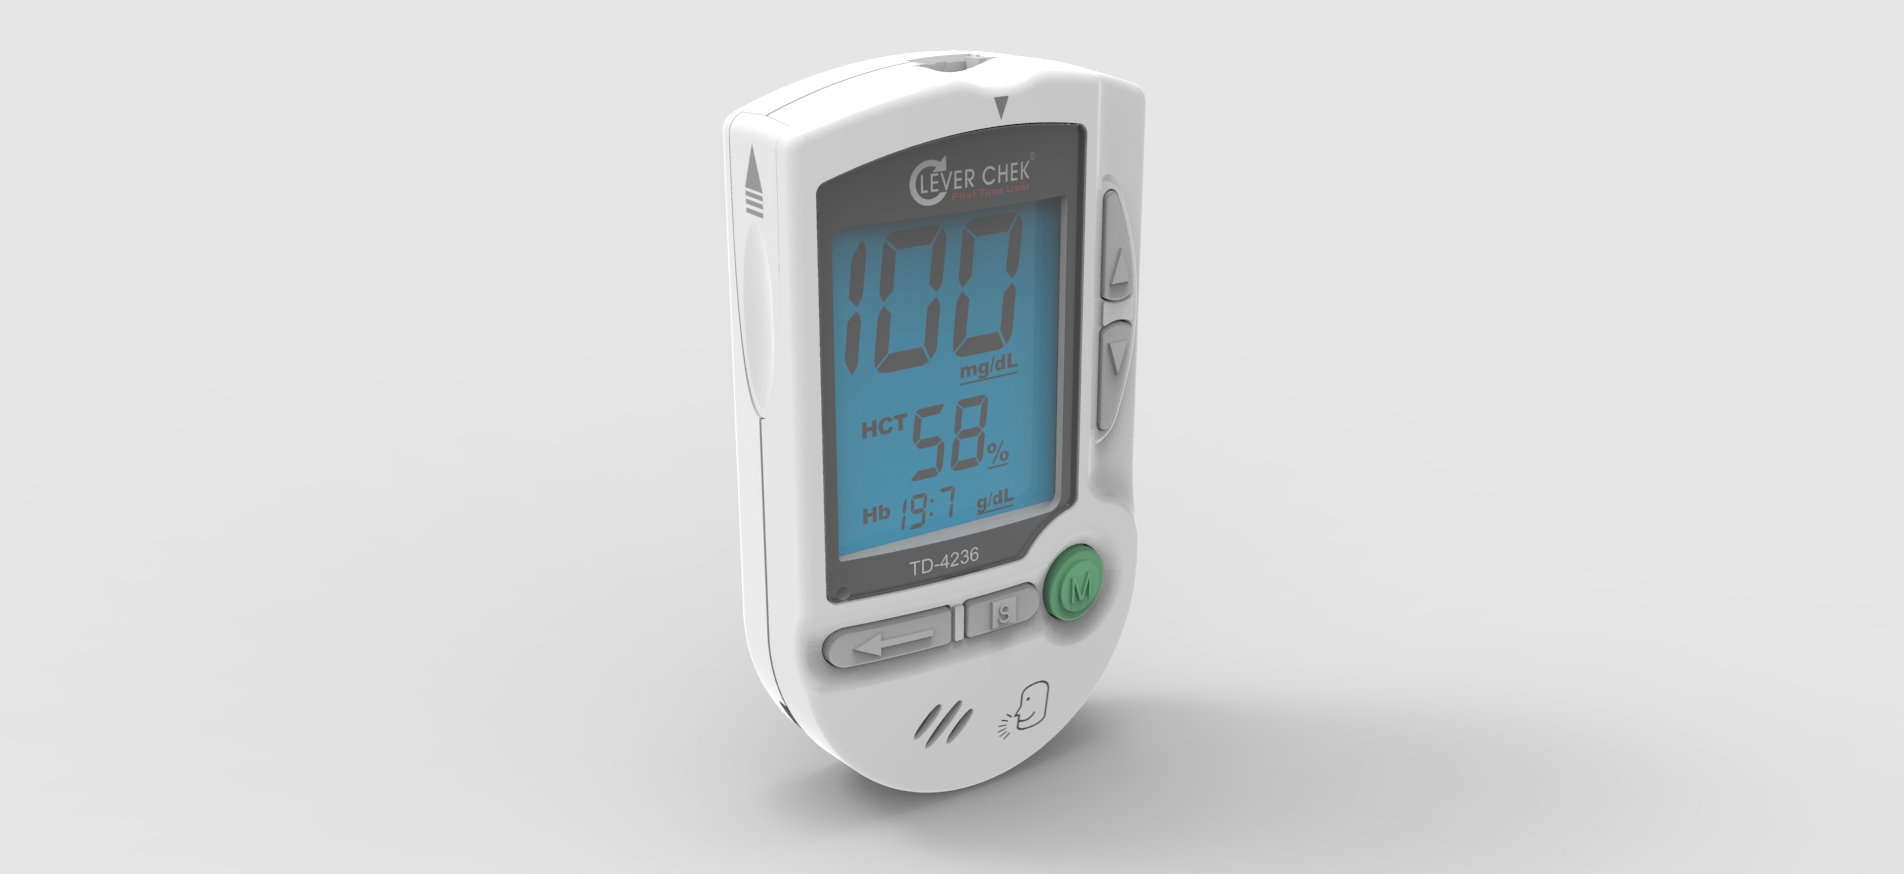 CLEVER CHEK®
First Time User
100
mg/dL
HCT 58 %
Hb 19:7 g/dL
TD-4236
S
M